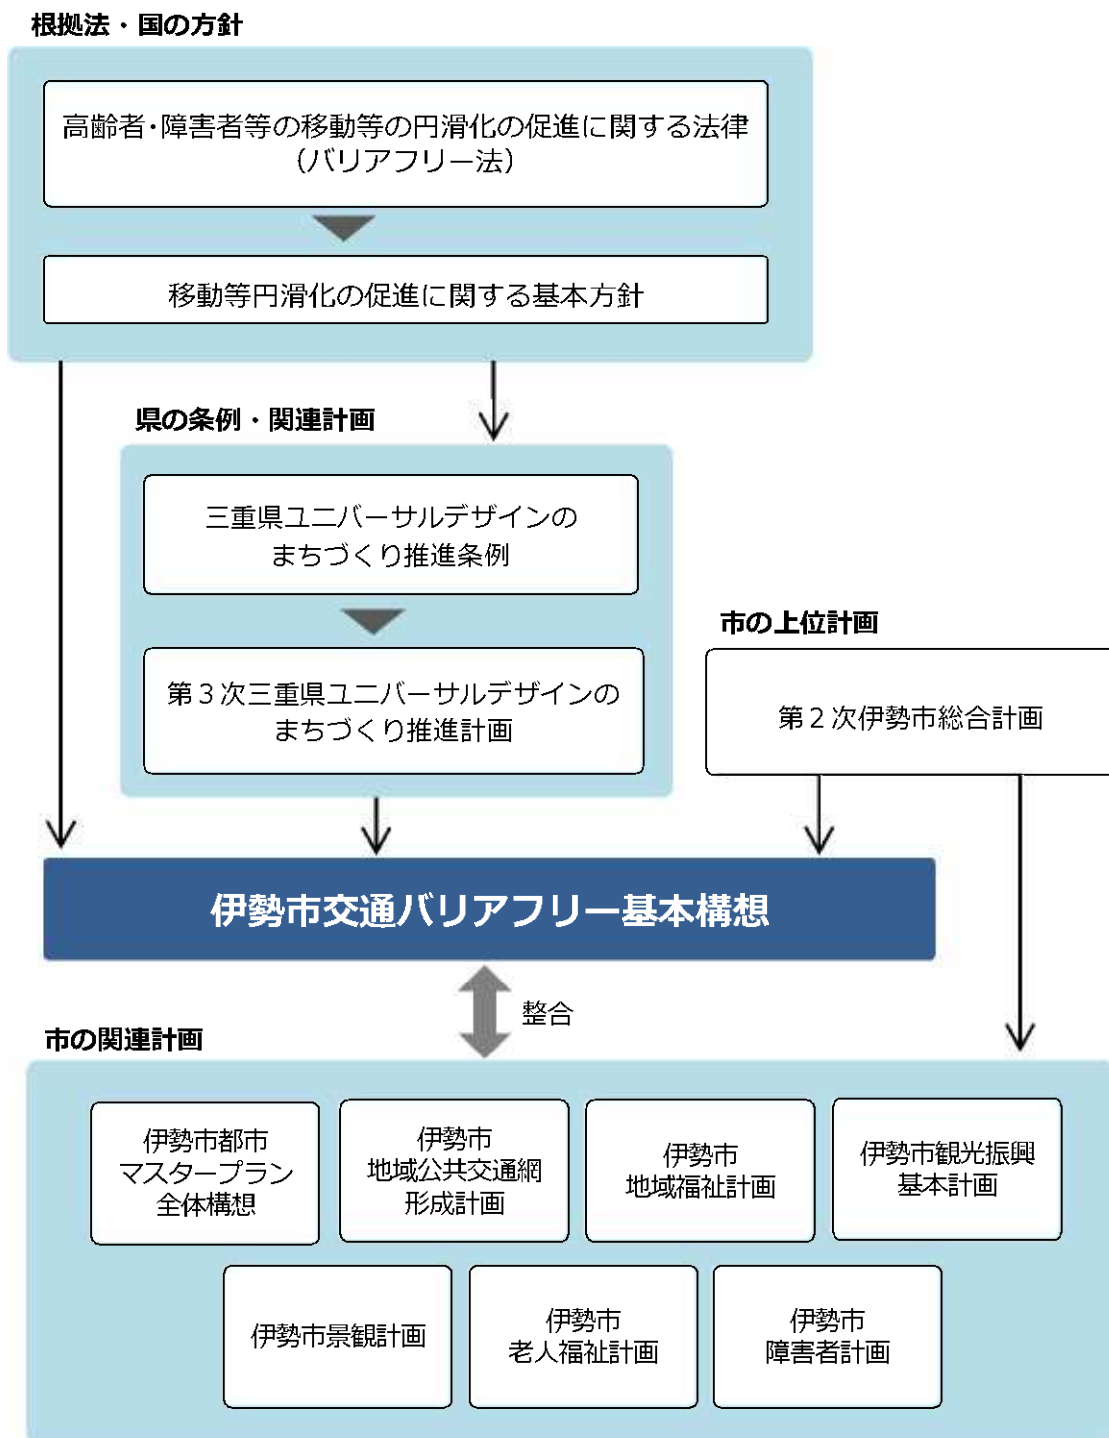 根拠法・国の方針
高齢者・障害者等の移動等の円滑化の促進に関する法律
（バリアフリー法）
移動等円滑化の促進に関する基本方針
県の条例・関連計画
三重県ユニバーサルデザインの
まちづくり推進条例
第３次三重県ユニバーサルデザインの
まちづくり推進計画
市の上位計画
第２次伊勢市総合計画
伊勢市交通バリアフリー基本構想
整合
市の関連計画
伊勢市都市
マスタープラン
全体構想
伊勢市
地域公共交通網
形成計画
伊勢市
地域福祉計画
伊勢市観光振興
基本計画
伊勢市景観計画
伊勢市
老人福祉計画
伊勢市
障害者計画